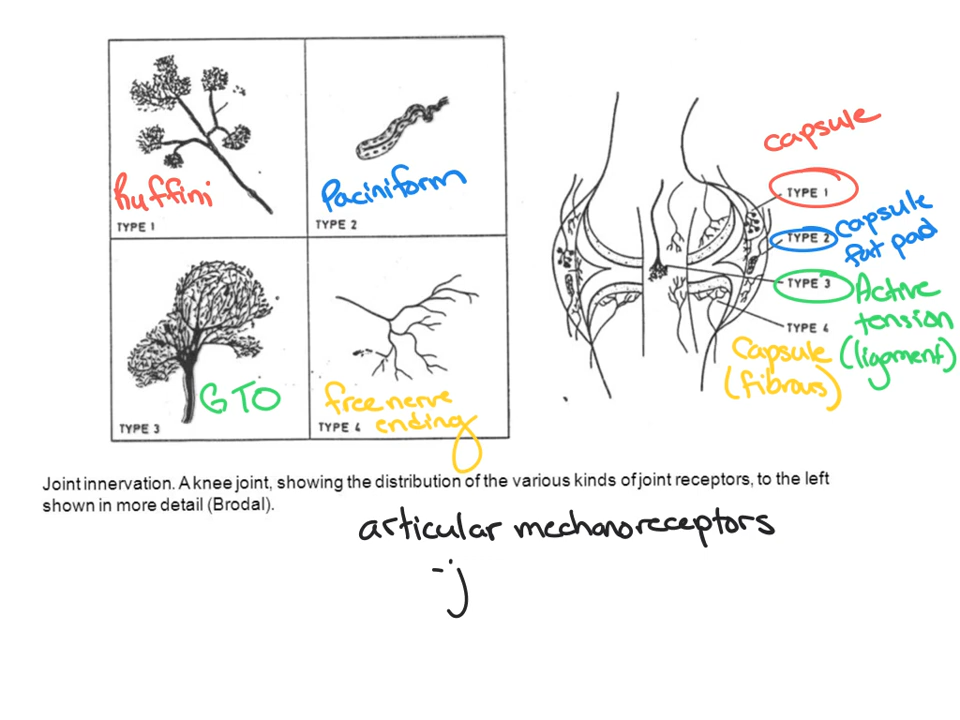 Ruffini
TYPE 1
Paciniform
TYPE 2
GTO
TYPE 3
free nerve
ending
TYPE 4
capsule
TYPE 1
TYPE 2
capsule
fat pad
TYPE 3
Active
tension
(ligament)
TYPE 4
Capsule
(fibrous)
Joint innervation. A knee joint, showing the distribution of the various kinds of joint receptors, to the left
shown in more detail (Brodal).
articular mechanoreceptors
-j